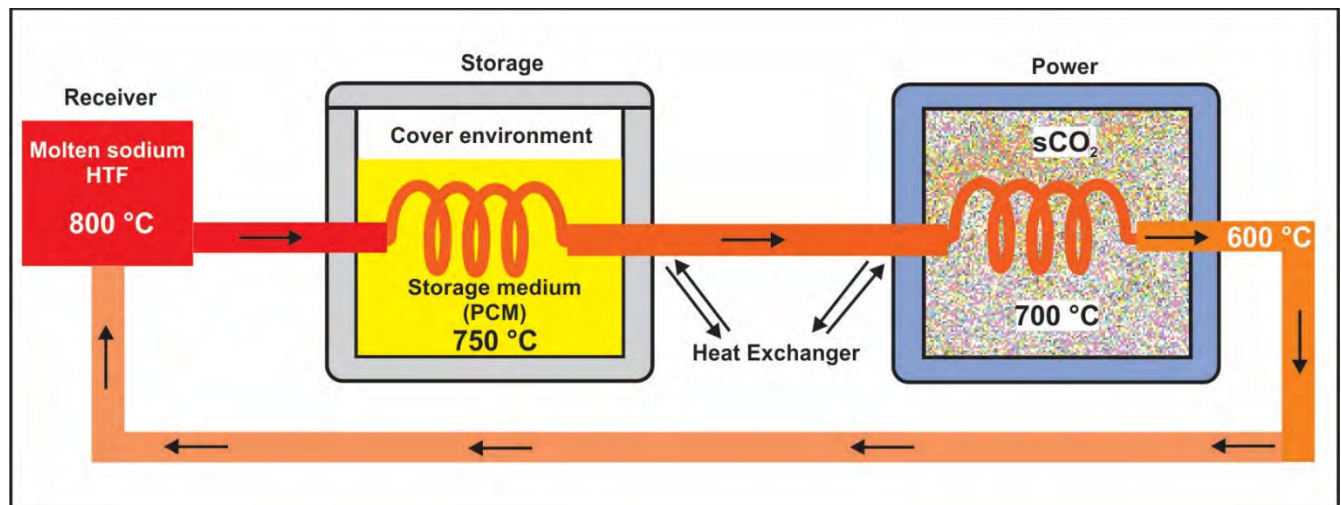 Receiver
Molten sodium
HTF
800 °C
Storage
Cover environment
Storage medium
(PCM)
750 °C
Heat Exchanger
Power
sCO₂
700 °C
600 °C